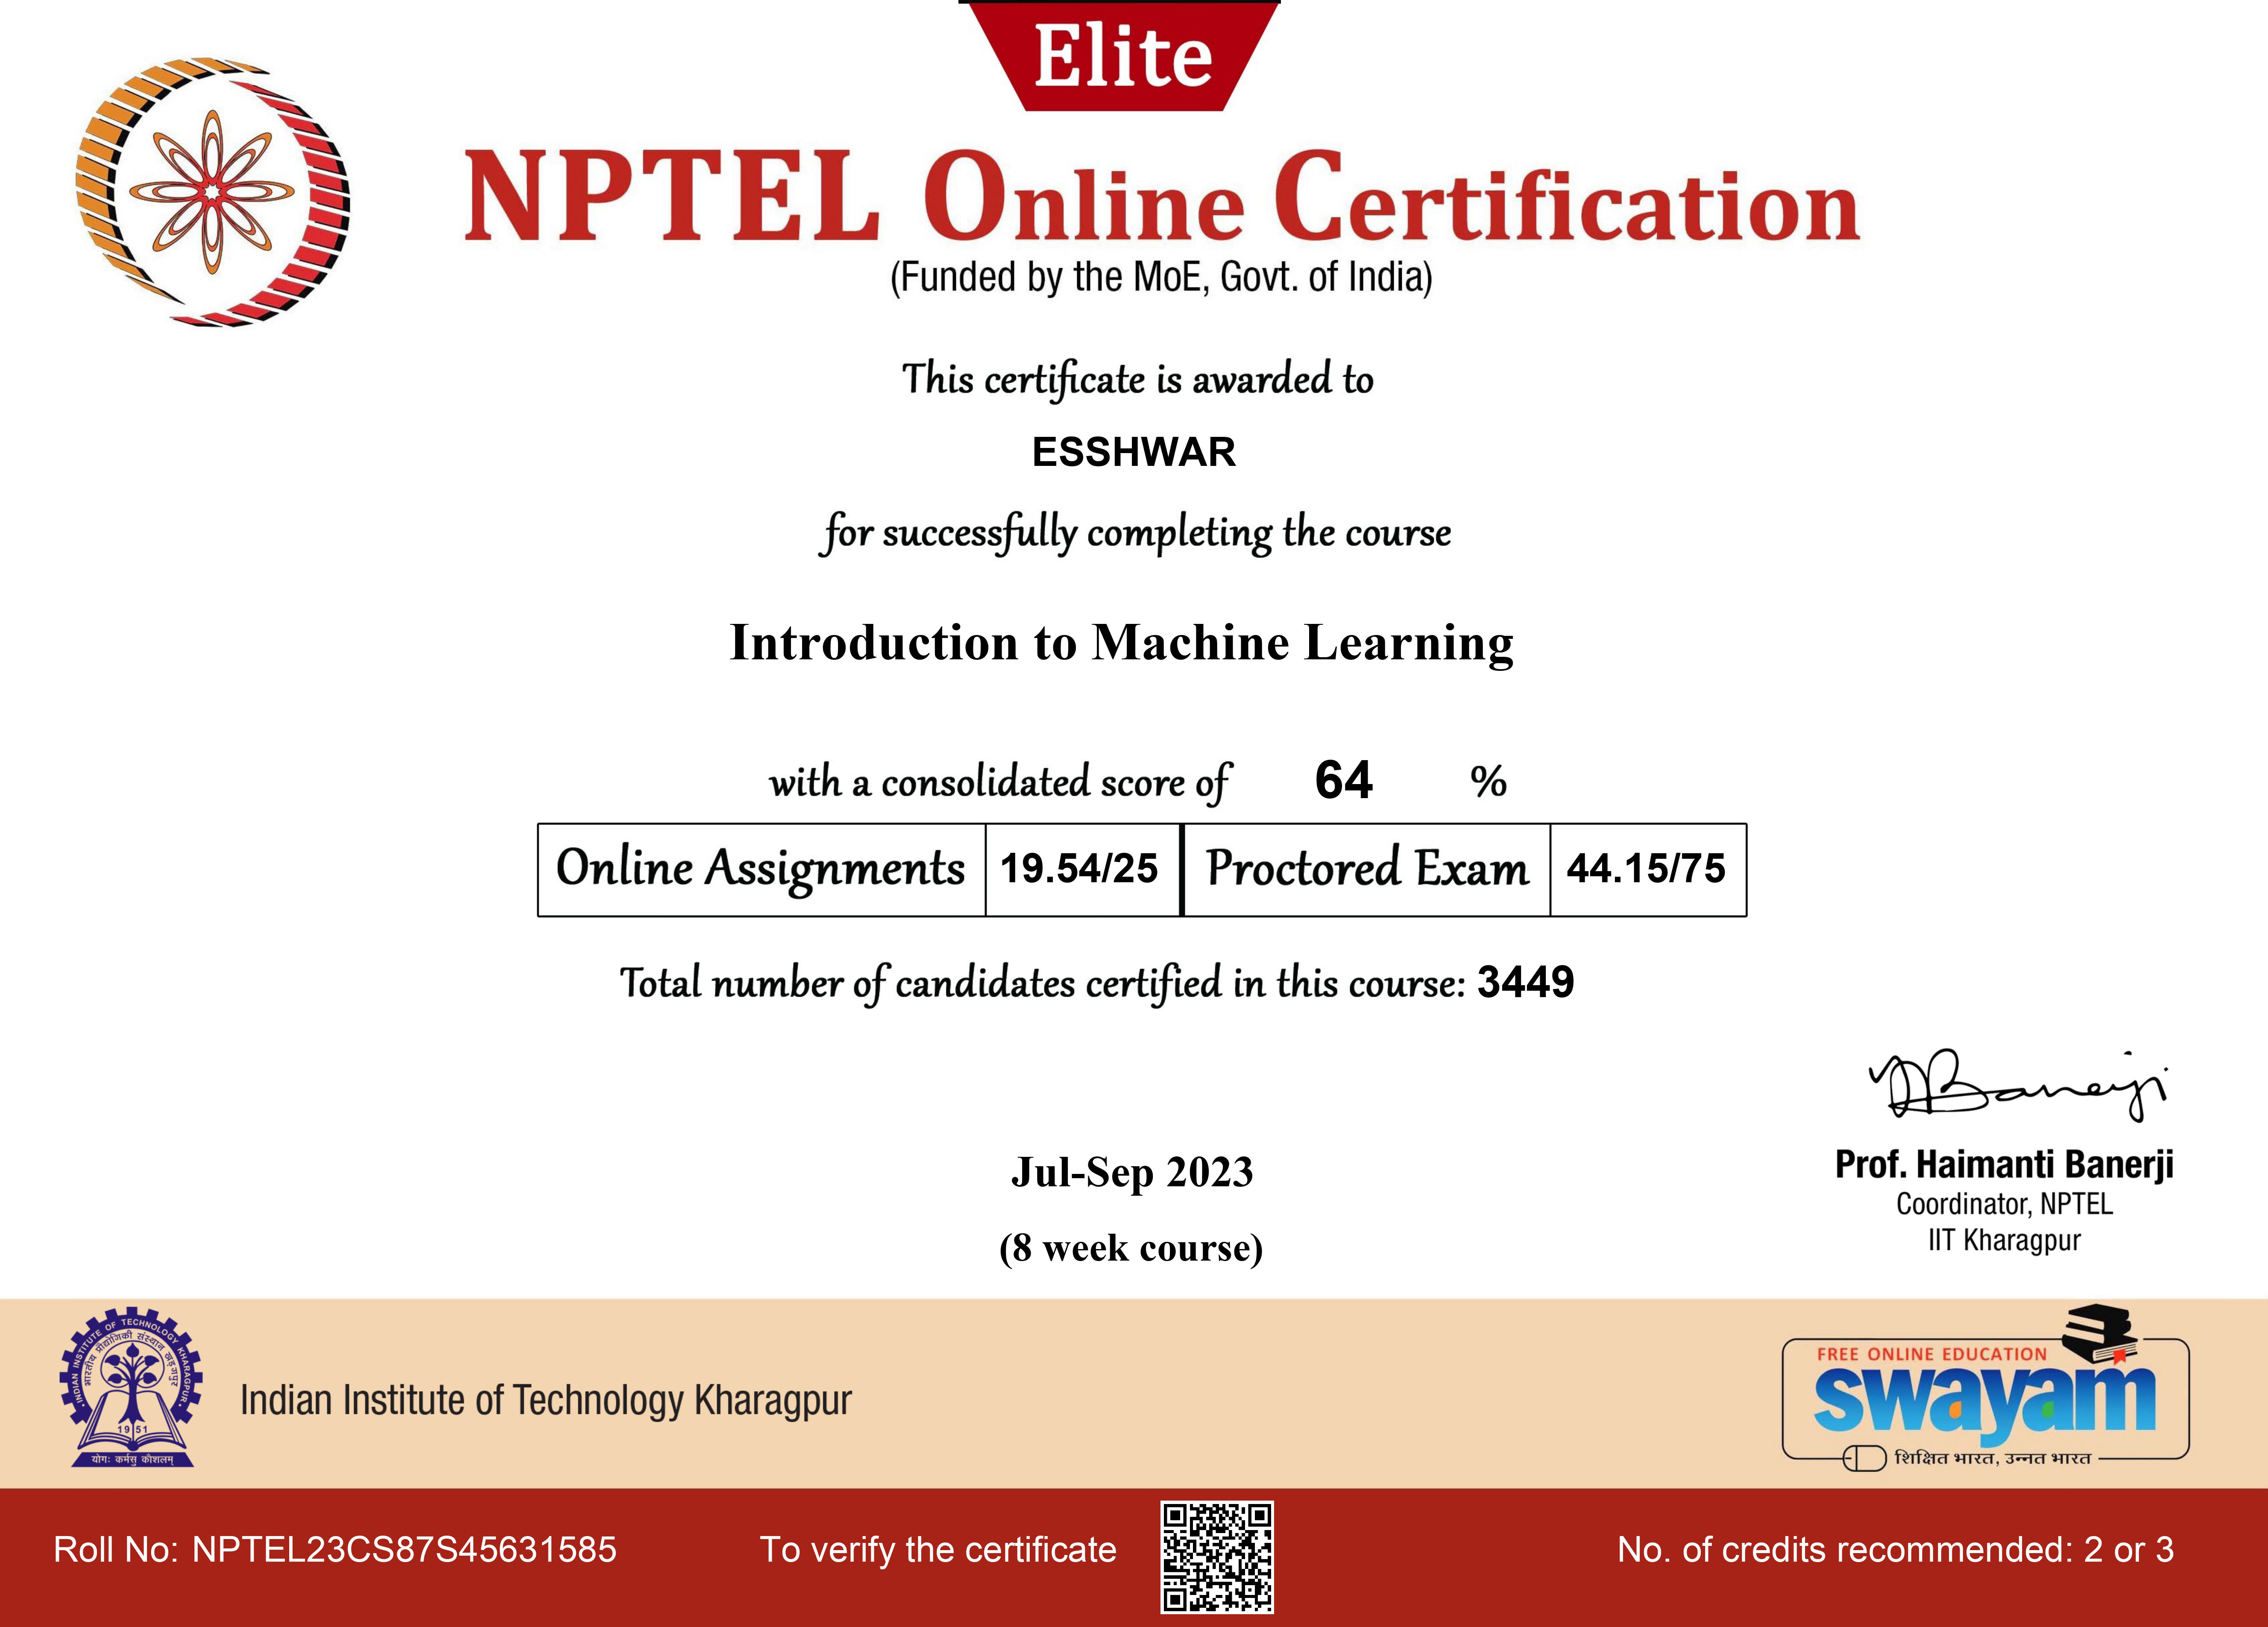 Elite
NPTEL Online Certification
(Funded by the MoE, Govt. of India)
This certificate is awarded to
ESSHWAR
for successfully completing the course
Introduction to Machine Learning
with a consolidated score of 64 %
Online Assignments 19.54/25 Proctored Exam 44.15/75
Total number of candidates certified in this course: 3449
Banerji
Jul-Sep 2023
(8 week course)
Prof. Haimanti Banerji
Coordinator, NPTEL
IIT Kharagpur
INDIAN INSTITUTE OF TECHNOLOGY KHARAGPUR
भारतीय प्रौद्योगिकी संस्थान खड़गपुर
19 51
योगः कर्मसु कौशलम्
Indian Institute of Technology Kharagpur
FREE ONLINE EDUCATION
swayam
शिक्षित भारत, उन्नत भारत
Roll No: NPTEL23CS87S45631585 To verify the certificate No. of credits recommended: 2 or 3